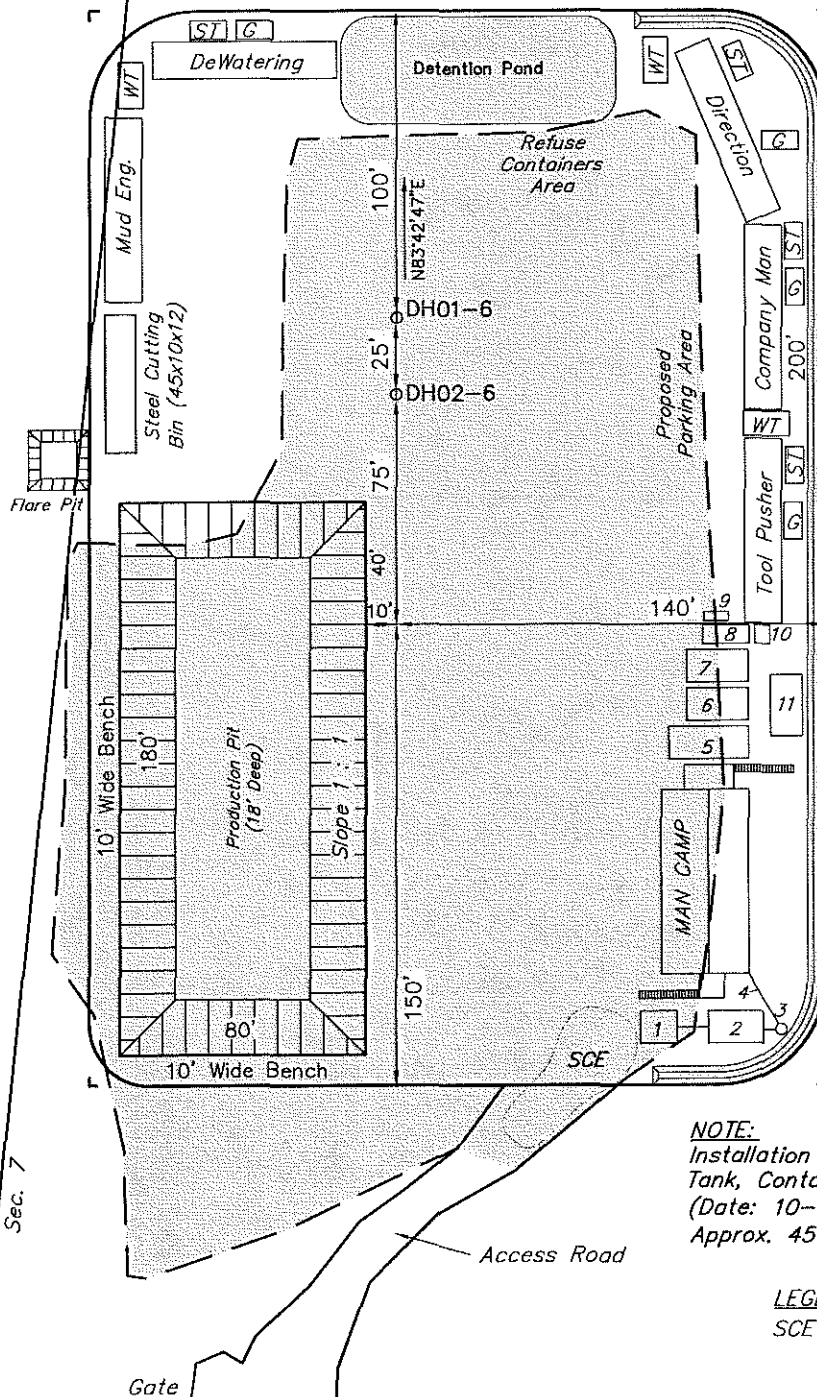 ST
G
DeWatering
WT
Detention Pond
WT
ST
Direction
G
Mud Eng.
Refuse
Containers
Area
100'
N83°42'47"E
DH01-6
25'
DH02-6
Steel Cutting
Bin (45x10x12)
Flare Pit
75'
40'
10'
Proposed
Parking Area
Company Man
ST
G
200'
WT
Tool Pusher
ST
G
140'
9
8
10
7
6
11
5
10' Wide Bench
180'
Production Pit
(18' Deep)
Slope 1 : 1
MAN CAMP
150'
4
3
1
2
80'
SCE
10' Wide Bench
Sec. 7
NOTE:
Installation
Tank, Conta
(Date: 10-
Approx. 45
Access Road
LEGE
SCE
Gate